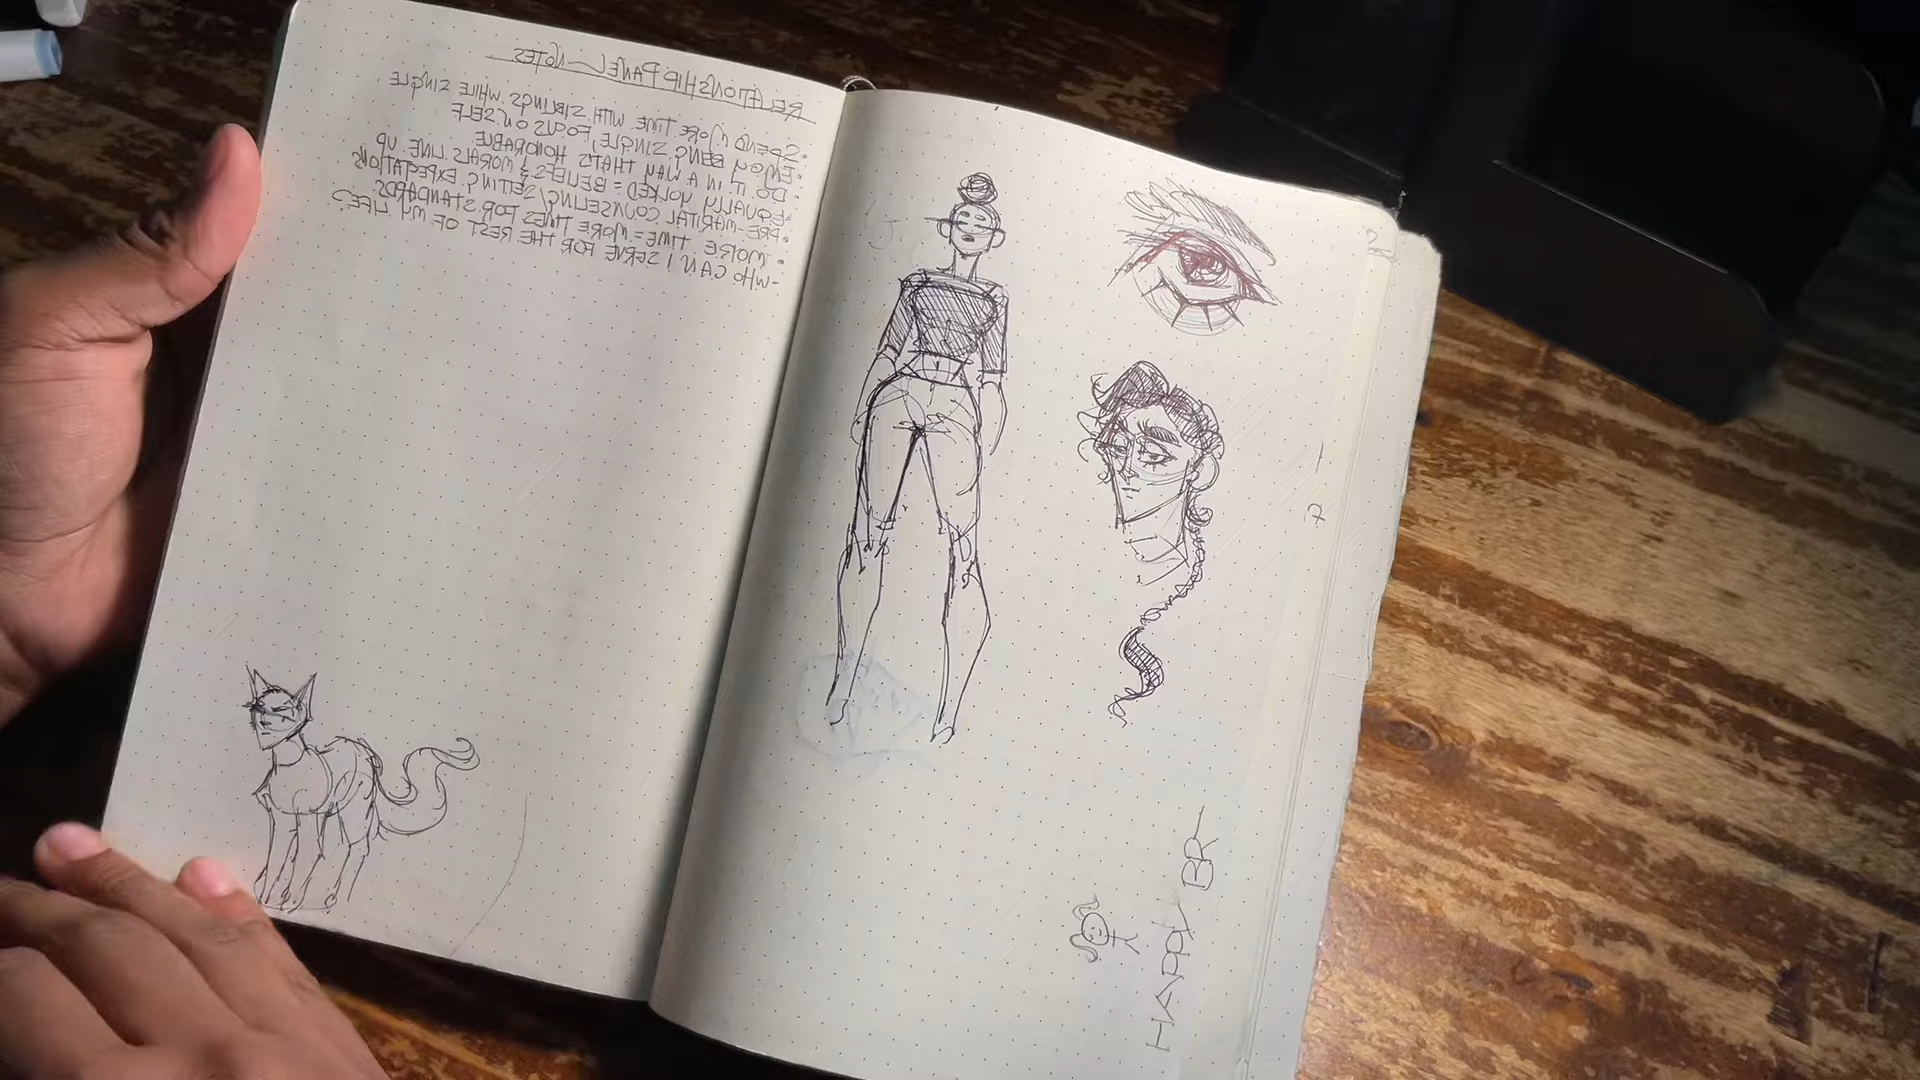 RELATIONSHIP PANEL NOTES
• SPEND MORE TIME WITH SIBLINGS WHILE SINGLE
• ENJOY BEING SINGLE, FOCUS ON SELF
DO IT IN A WAY THATS HONORABLE
• EQUALLY YOLKED = BELIEFS & MORALS LINE UP
• PRE-MARITAL COUNSELING/SETTING EXPECTATIONS
• MORE TIME = MORE TIMES FOR STANDARDS
- WHO CAN I SERVE FOR THE REST OF MY LIFE?
HAPPY BR